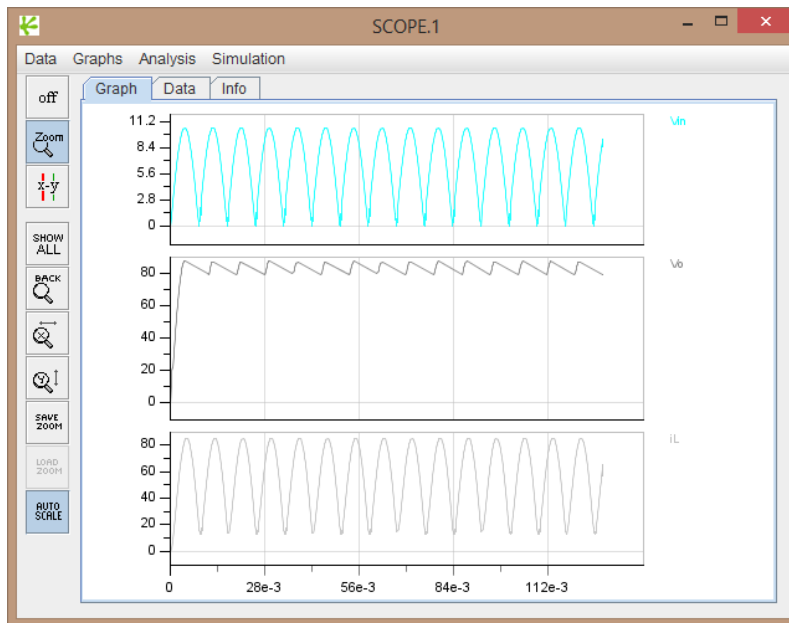 SCOPE.1
Data Graphs Analysis Simulation
off
Zoom
x-y
SHOW
ALL
BACK
SAVE
ZOOM
LOAD
ZOOM
AUTO
SCALE
Graph Data Info
11.2
8.4
5.6
2.8
0
Vin
80
60
40
20
0
Vo
80
60
40
20
0
iL
0 28e-3 56e-3 84e-3 112e-3